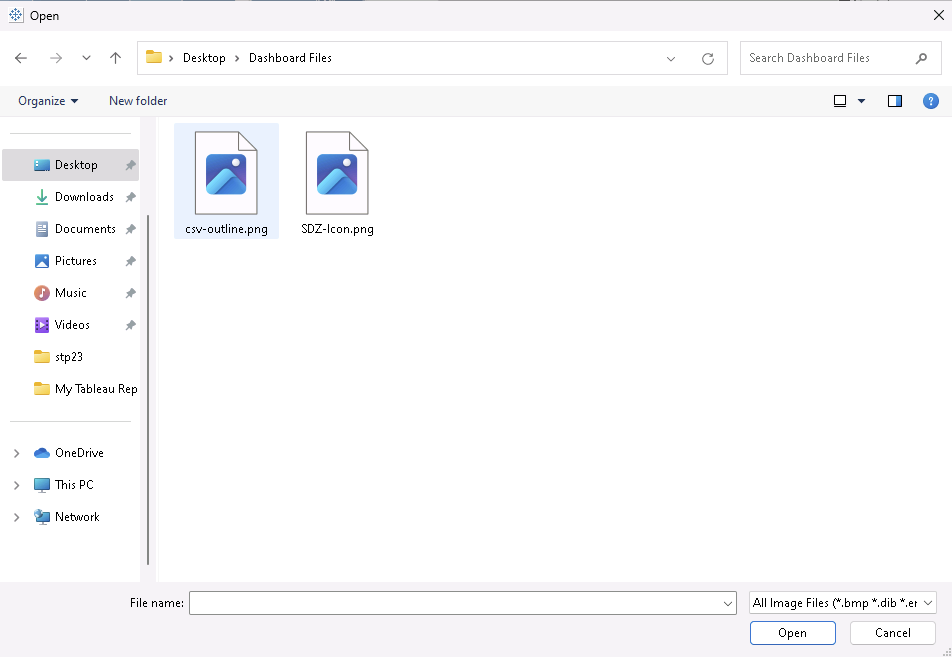 Open
Desktop > Dashboard Files
Search Dashboard Files
Organize
New folder
?
Desktop
Downloads
Documents
Pictures
Music
Videos
stp23
My Tableau Rep
OneDrive
This PC
Network
csv-outline.png
SDZ-Icon.png
File name:
All Image Files (*.bmp *.dib *.er
Open
Cancel